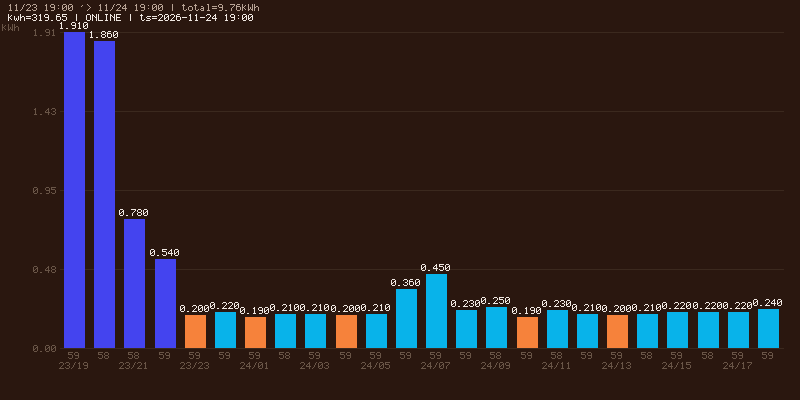 11/23 19:00 -> 11/24 19:00 | total=9.76kWh
Kwh=319.65 | ONLINE | ts=2026-11-24 19:00
kWh
1.91
1.43
0.95
0.48
0.00
1.910 1.860 0.780 0.540 0.200 0.220 0.190 0.210 0.210 0.200 0.210 0.360 0.450 0.230 0.250 0.190 0.230 0.210 0.200 0.210 0.220 0.220 0.220 0.240
59 58 58 59 59 59 59 58 59 59 59 59 59 59 58 59 58 59 59 58 59 58 59 59
23/19 23/21 23/23 24/01 24/03 24/05 24/07 24/09 24/11 24/13 24/15 24/17